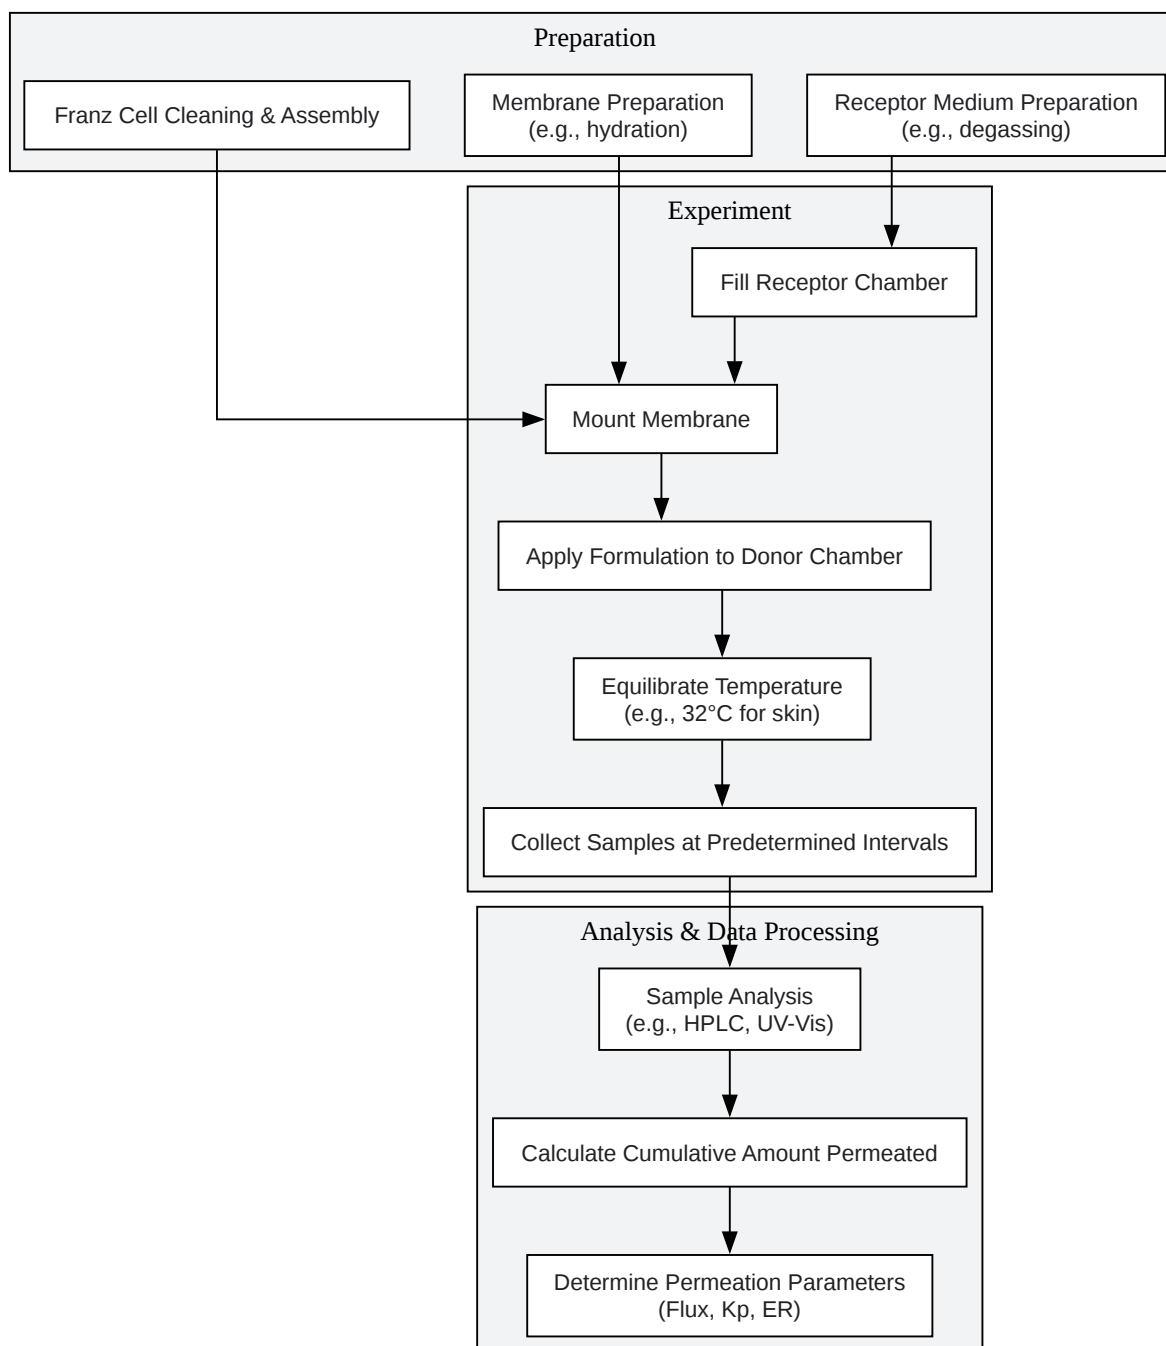 Preparation
Franz Cell Cleaning & Assembly
Membrane Preparation
(e.g., hydration)
Receptor Medium Preparation
(e.g., degassing)
Experiment
Fill Receptor Chamber
Mount Membrane
Apply Formulation to Donor Chamber
Equilibrate Temperature
(e.g., 32°C for skin)
Collect Samples at Predetermined Intervals
Analysis & Data Processing
Sample Analysis
(e.g., HPLC, UV-Vis)
Calculate Cumulative Amount Permeated
Determine Permeation Parameters
(Flux, Kp, ER)